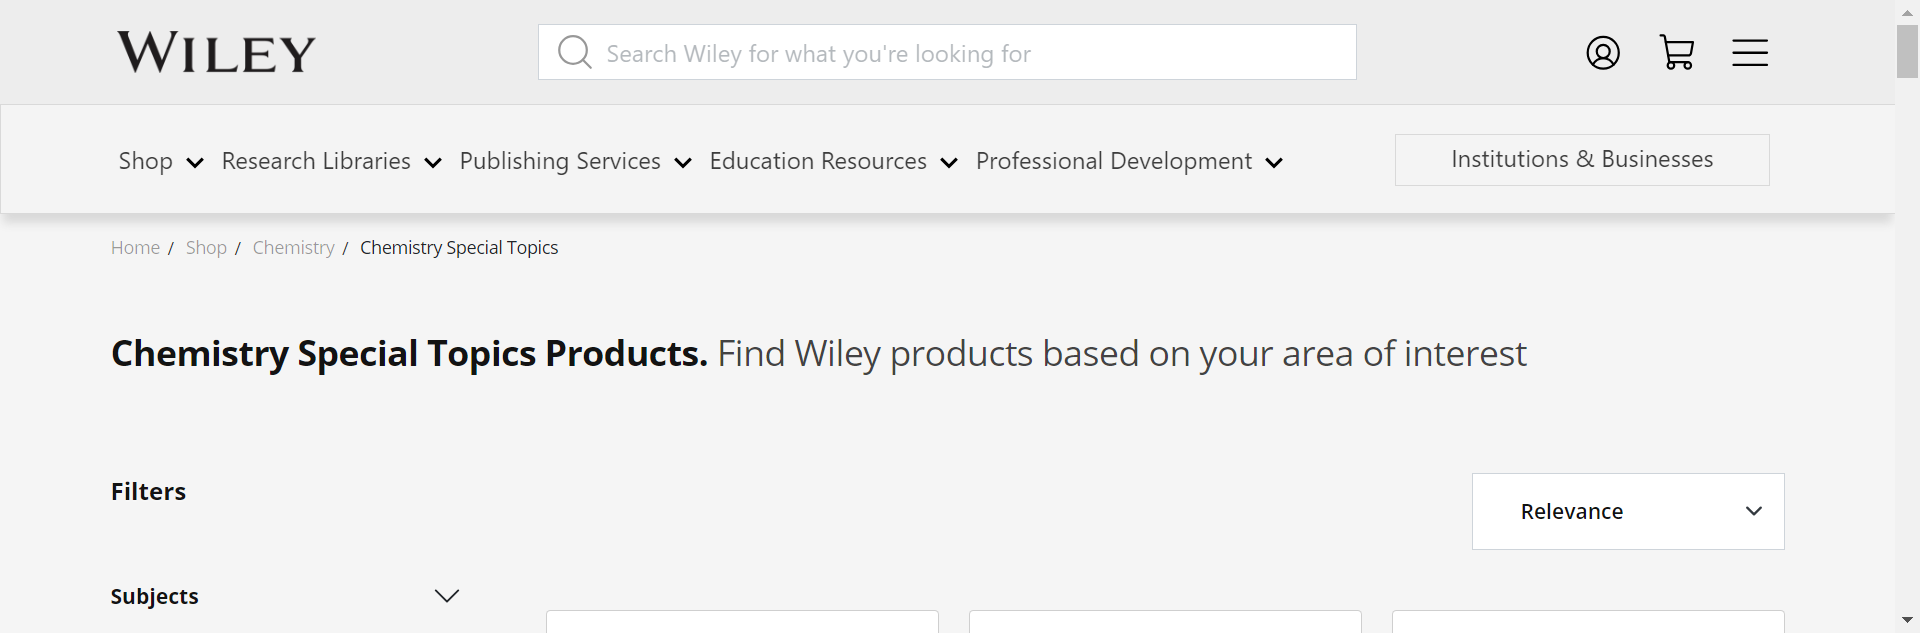 WILEY
Search Wiley for what you're looking for
Shop Research Libraries Publishing Services Education Resources Professional Development Institutions & Businesses
Home / Shop / Chemistry / Chemistry Special Topics
Chemistry Special Topics Products. Find Wiley products based on your area of interest
Filters
Relevance
Subjects